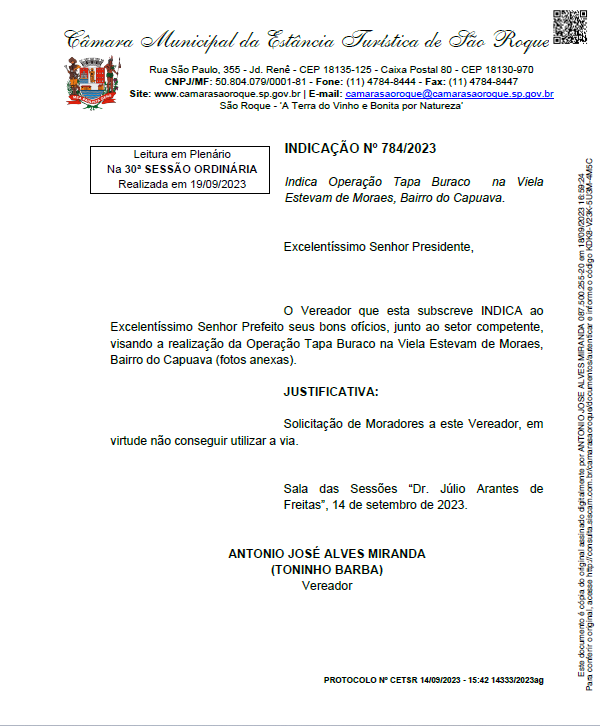 Câmara Municipal da Estância Turística de São Roque
Rua São Paulo, 355 - Jd. Renê - CEP 18135-125 - Caixa Postal 80 - CEP 18130-970
CNPJ/MF: 50.804.079/0001-81 - Fone: (11) 4784-8444 - Fax: (11) 4784-8447
Site: www.camarasaoroque.sp.gov.br | E-mail: camarasaoroque@camarasaoroque.sp.gov.br
São Roque - 'A Terra do Vinho e Bonita por Natureza'
Leitura em Plenário
Na 30ª SESSÃO ORDINÁRIA
Realizada em 19/09/2023
INDICAÇÃO Nº 784/2023
Indica Operação Tapa Buraco na Viela
Estevam de Moraes, Bairro do Capuava.
Excelentíssimo Senhor Presidente,
O Vereador que esta subscreve INDICA ao
Excelentíssimo Senhor Prefeito seus bons ofícios, junto ao setor competente,
visando a realização da Operação Tapa Buraco na Viela Estevam de Moraes,
Bairro do Capuava (fotos anexas).
JUSTIFICATIVA:
Solicitação de Moradores a este Vereador, em
virtude não conseguir utilizar a via.
Sala das Sessões “Dr. Júlio Arantes de
Freitas”, 14 de setembro de 2023.
ANTONIO JOSÉ ALVES MIRANDA
(TONINHO BARBA)
Vereador
PROTOCOLO Nº CETSR 14/09/2023 - 15:42 14333/2023ag
Este documento é cópia do original assinado digitalmente por ANTONIO JOSE ALVES MIRANDA 087.500.255-20 em 18/09/2023 16:59:24
Para conferir o original, acesse http://consulta.siscam.com.br/camarasaoroque/documentos/autenticar e informe o código KDK8-V23K-5U3M-4M5C